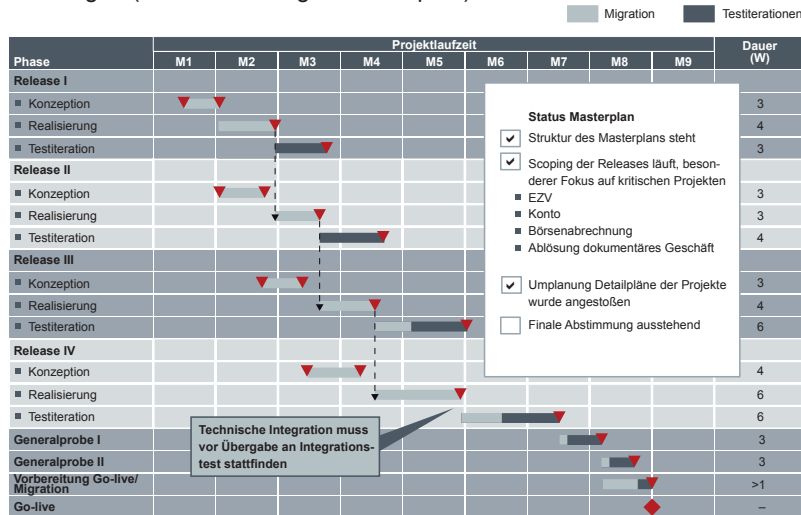 Migration Testiterationen
Projektlaufzeit Dauer
Phase M1 M2 M3 M4 M5 M6 M7 M8 M9 (W)
Release I
Konzeption 3
Realisierung 4
Testiteration 3
Release II
Konzeption 3
Realisierung 3
Testiteration 4
Release III
Konzeption 3
Realisierung 4
Testiteration 6
Release IV
Konzeption 4
Realisierung 6
Testiteration 6
Generalprobe I 3
Generalprobe II 3
Vorbereitung Go-live/
Migration >1
Go-live –
Status Masterplan
Struktur des Masterplans steht
Scoping der Releases läuft, beson-
derer Fokus auf kritischen Projekten
EZV
Konto
Börsenabrechnung
Ablösung dokumentäres Geschäft
Umplanung Detailpläne der Projekte
wurde angestoßen
Finale Abstimmung ausstehend
Technische Integration muss
vor Übergabe an Integrations-
test stattfinden